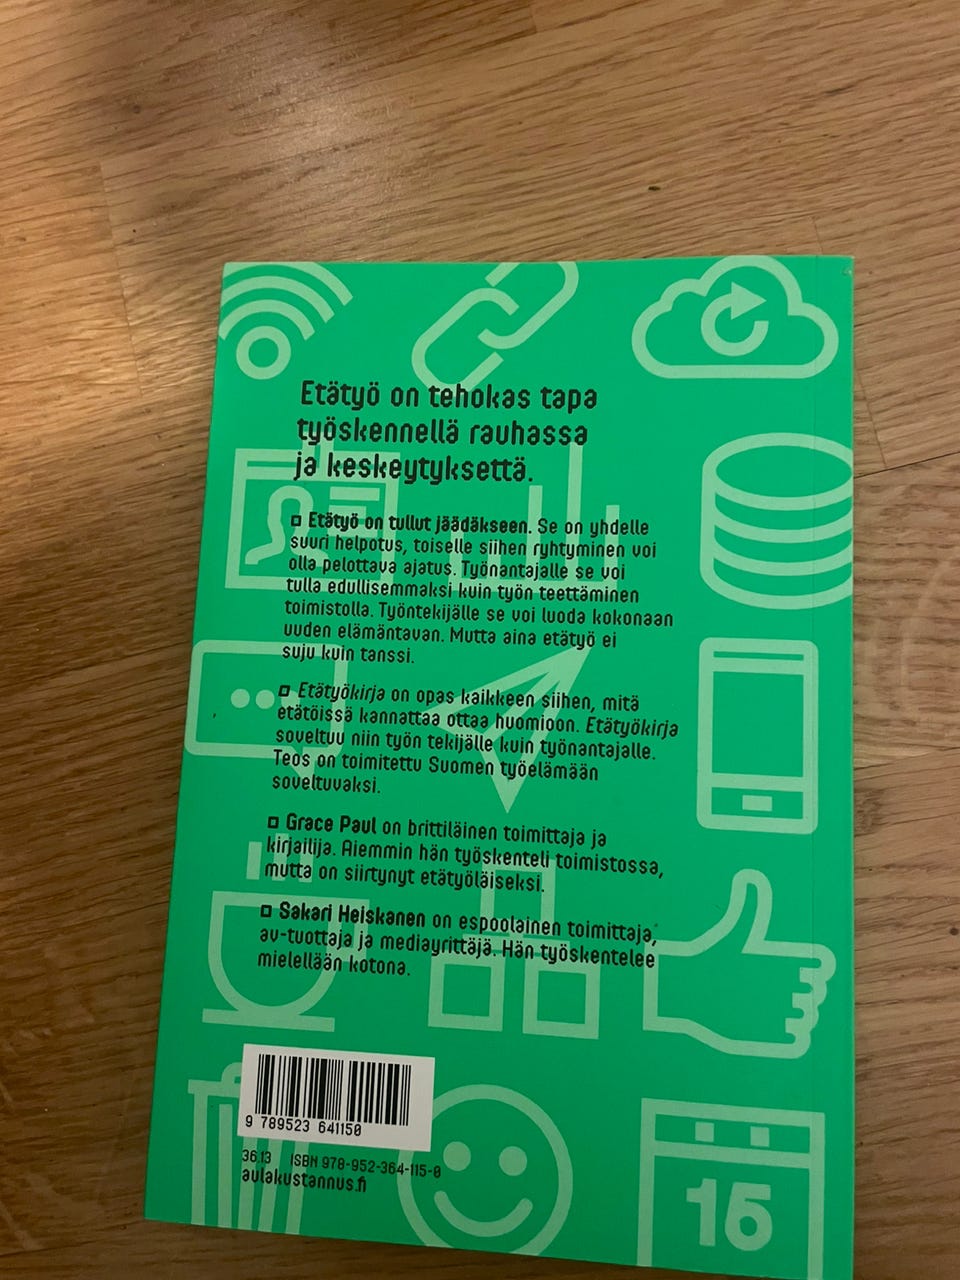 Etätyö on tehokas tapa
työskennellä rauhassa
ja keskeytyksettä.
Etätyö on tullut jäädäkseen. Se on yhdelle
suuri helpotus, toiselle siihen ryhtyminen voi
olla pelottava ajatus. Työnantajalle se voi
tulla edullisemmaksi kuin työn teettäminen
toimistolla. Työntekijälle se voi luoda kokonaan
uuden elämäntavan. Mutta aina etätyö ei
suju kuin tanssi.
Etätyökirja on opas kaikkeen siihen, mitä
etätöissä kannattaa ottaa huomioon. Etätyökirja
soveltuu niin työn tekijälle kuin työnantajalle.
Teos on toimitettu Suomen työelämään
soveltuvaksi.
Grace Paul on brittiläinen toimittaja ja
kirjailija. Aiemmin hän työskenteli toimistossa,
mutta on siirtynyt etätyöläiseksi.
Sakari Heiskanen on espoolainen toimittaja,
av-tuottaja ja mediayrittäjä. Hän työskentelee
mielellään kotona.
9 789523 641150
36.13 ISBN 978-952-364-115-0
aulakustannus.fi
15